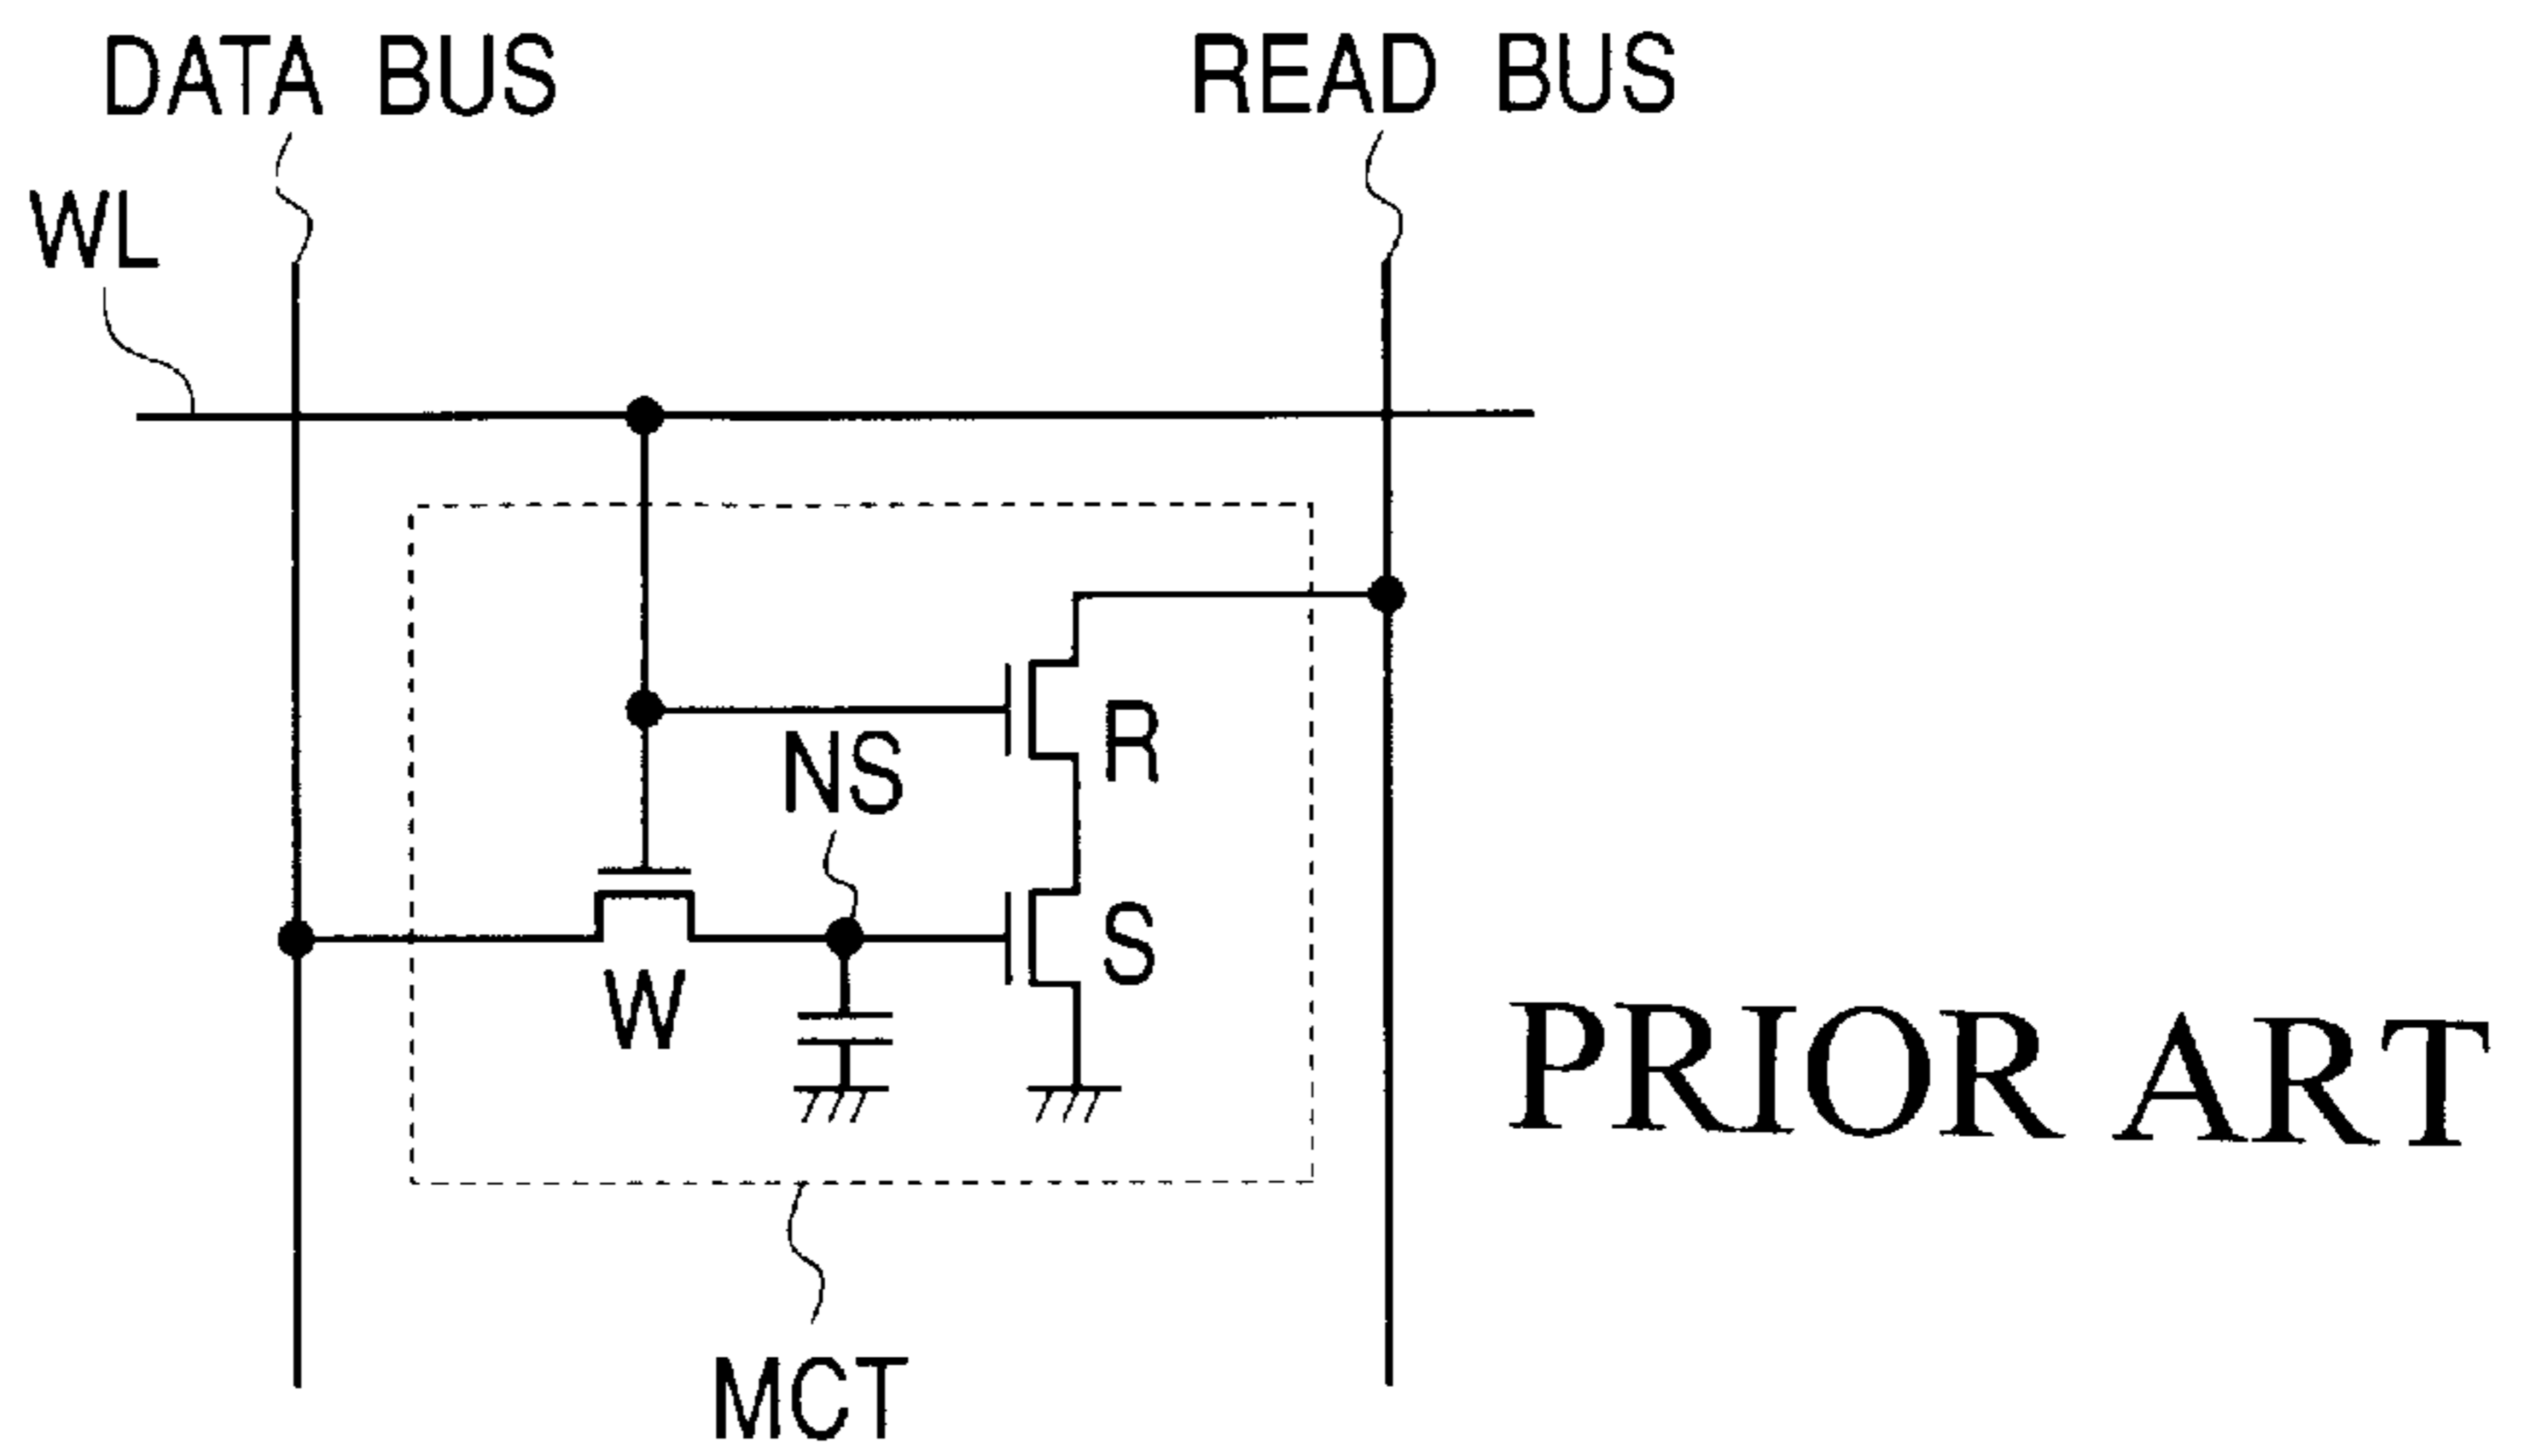 DATA BUS
READ BUS
WL
R
NS
S
W
PRIOR ART
MCT